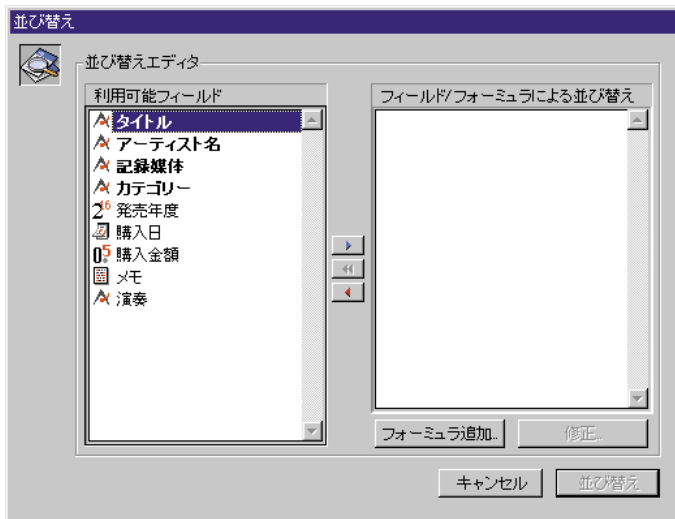 並び替え
並び替えエディタ
利用可能フィールド
フィールド/フォーミュラによる並び替え
タイトル
アーティスト名
記録媒体
カテゴリー
発売年度
購入日
購入金額
メモ
演奏
フォーミュラ追加..
修正..
キャンセル
並び替え